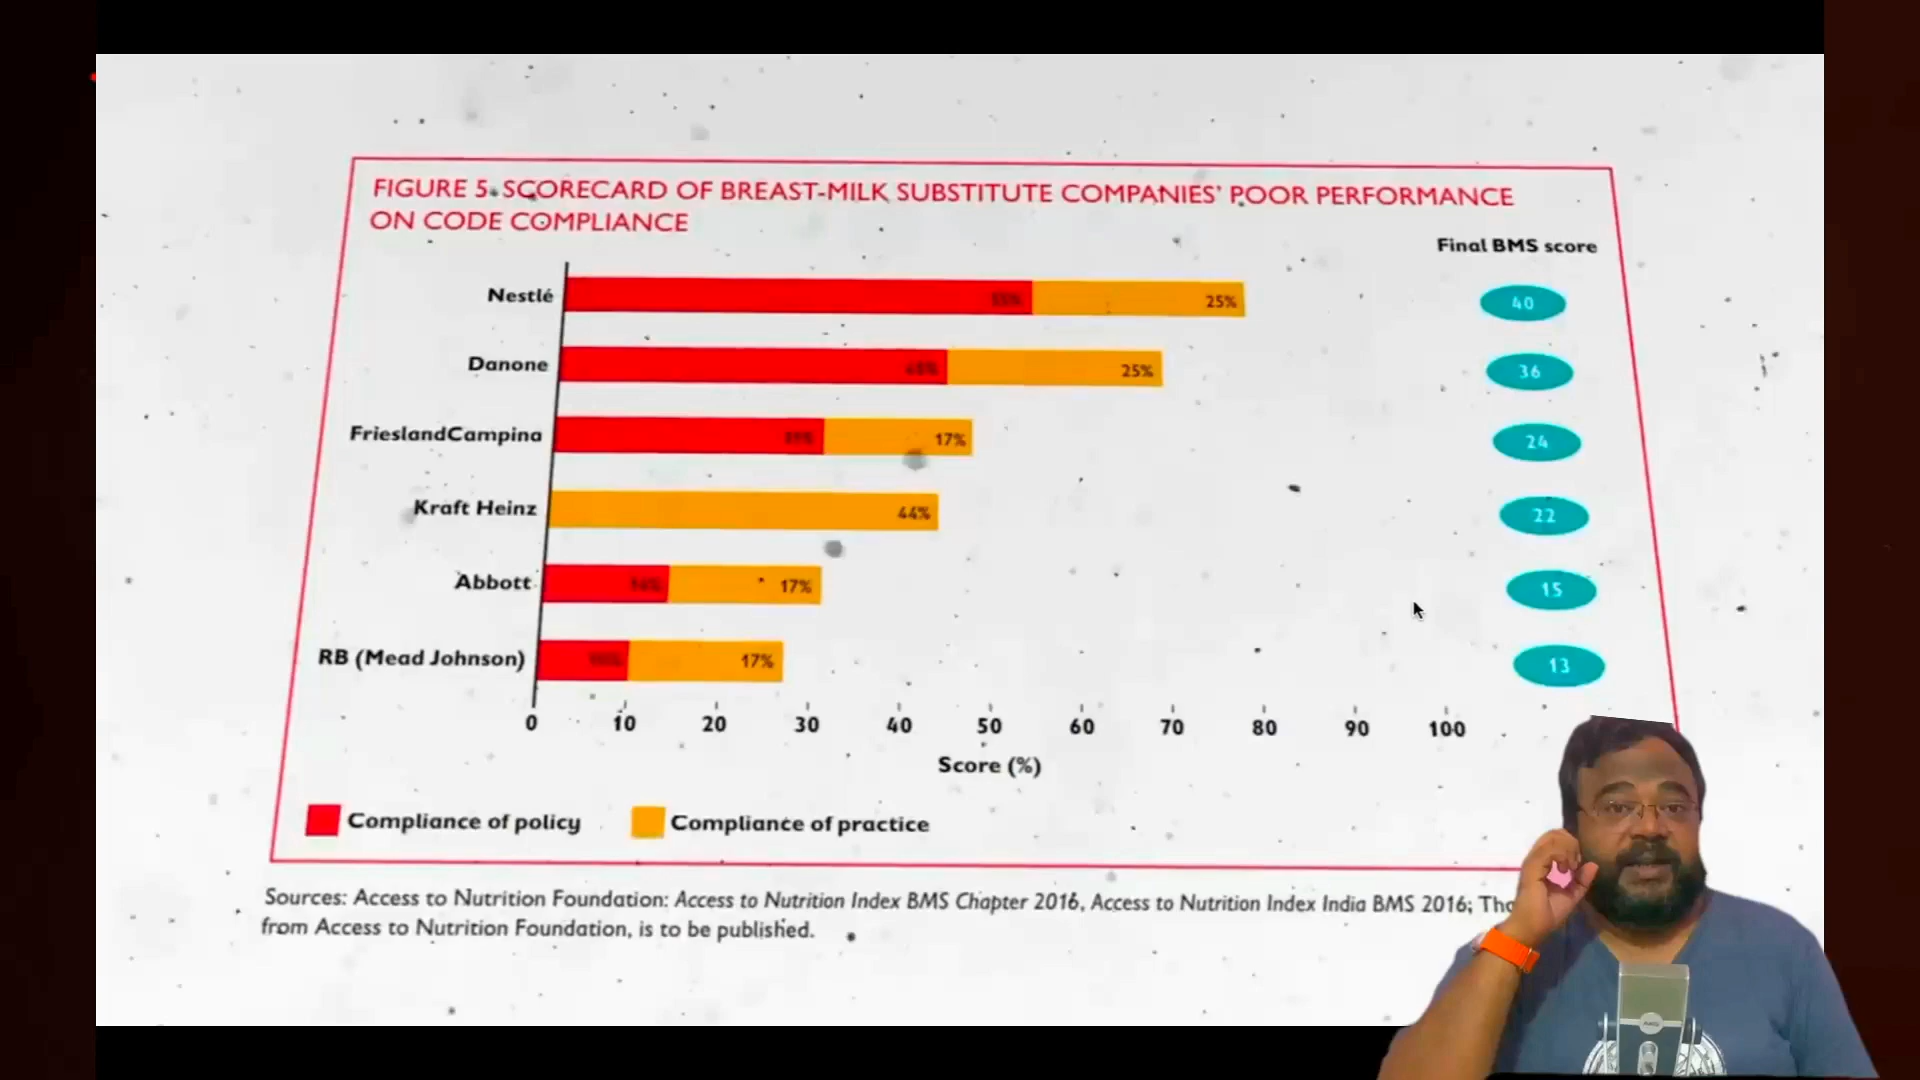 FIGURE 5. SCORECARD OF BREAST-MILK SUBSTITUTE COMPANIES' POOR PERFORMANCE
ON CODE COMPLIANCE
Final BMS score
Nestlé 25% 40
Danone 25% 36
FrieslandCampina 17% 24
Kraft Heinz 44% 22
Abbott 17% 15
RB (Mead Johnson) 17% 13
0 10 20 30 40 50 60 70 80 90 100
Score (%)
Compliance of policy Compliance of practice
Sources: Access to Nutrition Foundation: Access to Nutrition Index BMS Chapter 2016, Access to Nutrition Index India BMS 2016;
from Access to Nutrition Foundation, is to be published.